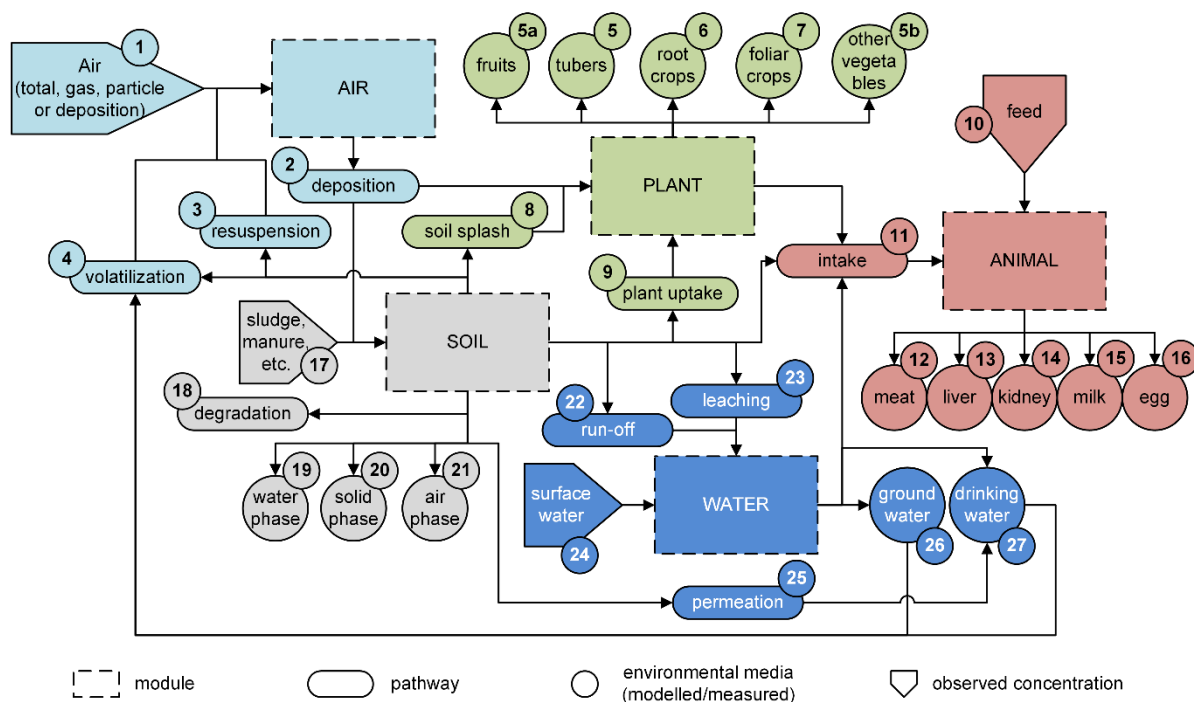 1
Air
(total, gas, particle
or deposition)
AIR
5a
fruits
5
tubers
6
root
crops
7
foliar
crops
5b
other
vegeta
bles
10
feed
2
deposition
PLANT
3
resuspension
8
soil splash
4
volatilization
9
plant uptake
11
intake
ANIMAL
sludge,
manure,
etc.
17
SOIL
18
degradation
22
run-off
23
leaching
12
meat
13
liver
14
kidney
15
milk
16
egg
19
water
phase
20
solid
phase
21
air
phase
surface
water
24
WATER
ground
water
26
drinking
water
27
25
permeation
module
pathway
environmental media
(modelled/measured)
observed concentration